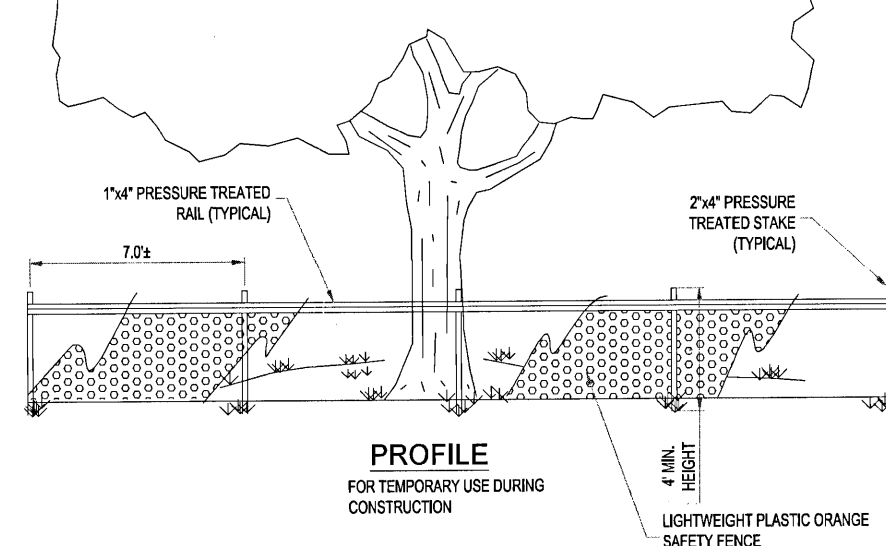 1"x4" PRESSURE TREATED
RAIL (TYPICAL)
2"x4" PRESSURE
TREATED STAKE
(TYPICAL)
7.0'±
PROFILE
FOR TEMPORARY USE DURING
CONSTRUCTION
4' MIN.
HEIGHT
LIGHTWEIGHT PLASTIC ORANGE
SAFETY FENCE